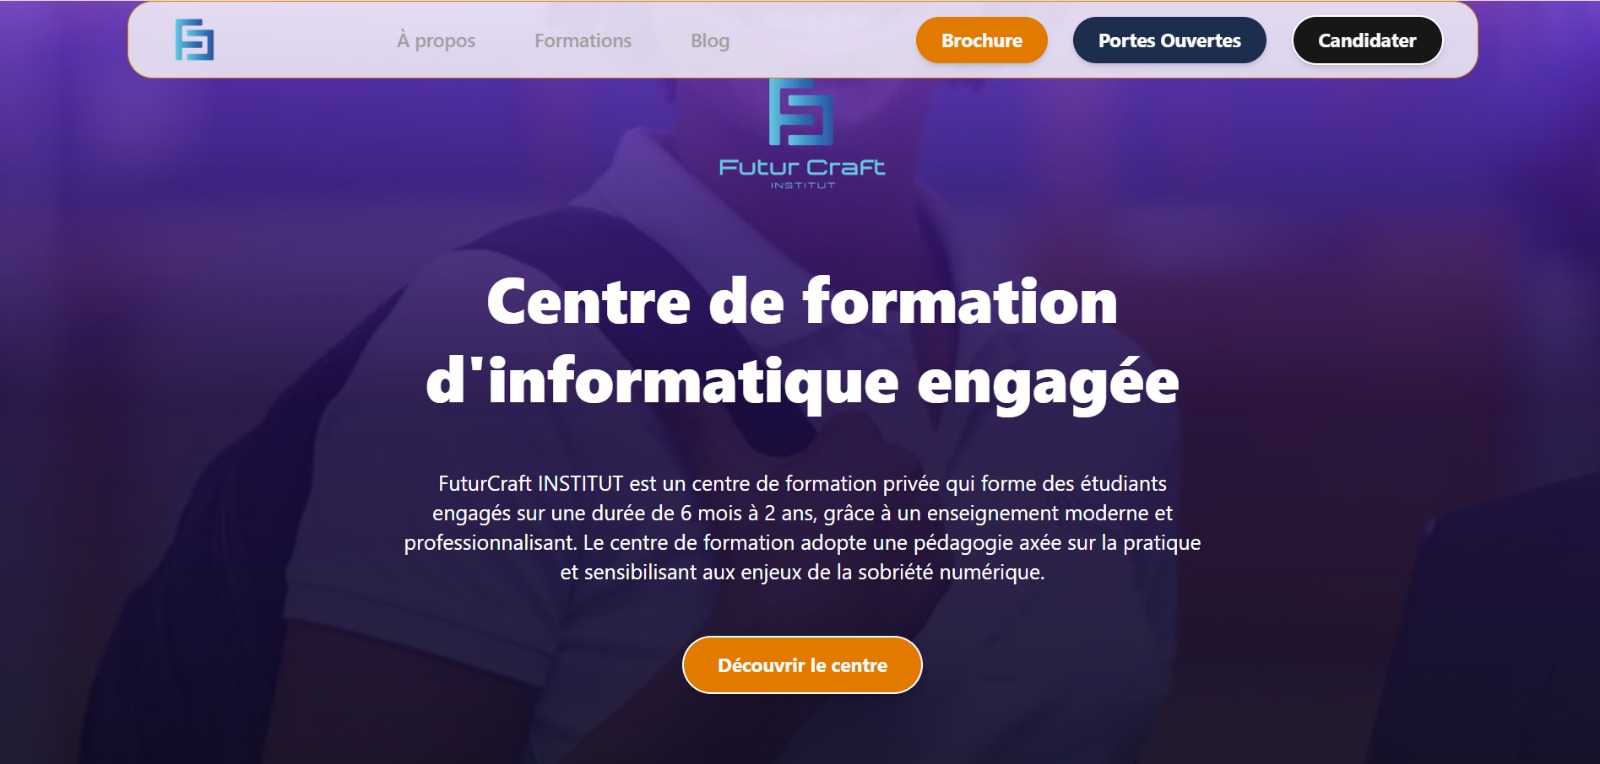 À propos Formations Blog Brochure Portes Ouvertes Candidater
Futur Craft
INSTITUT
Centre de formation
d'informatique engagée
FuturCraft INSTITUT est un centre de formation privée qui forme des étudiants
engagés sur une durée de 6 mois à 2 ans, grâce à un enseignement moderne et
professionnalisant. Le centre de formation adopte une pédagogie axée sur la pratique
et sensibilisant aux enjeux de la sobriété numérique.
Découvrir le centre